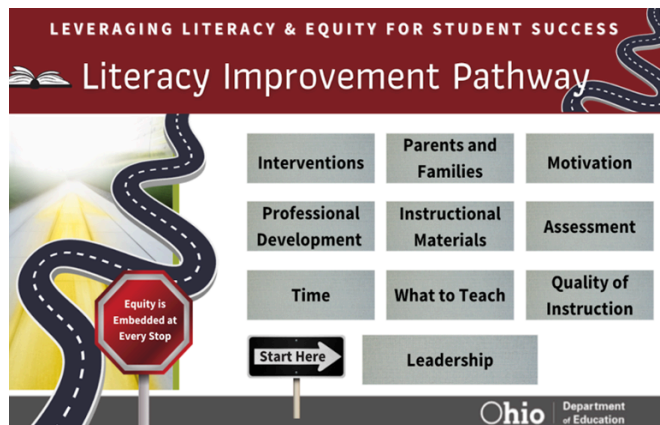 LEVERAGING LITERACY & EQUITY FOR STUDENT SUCCESS
Literacy Improvement Pathway
Interventions
Parents and
Families
Motivation
Professional
Development
Instructional
Materials
Assessment
Time
What to Teach
Quality of
Instruction
Equity is
Embedded at
Every Stop
Start Here
Leadership
Ohio
Department
of Education